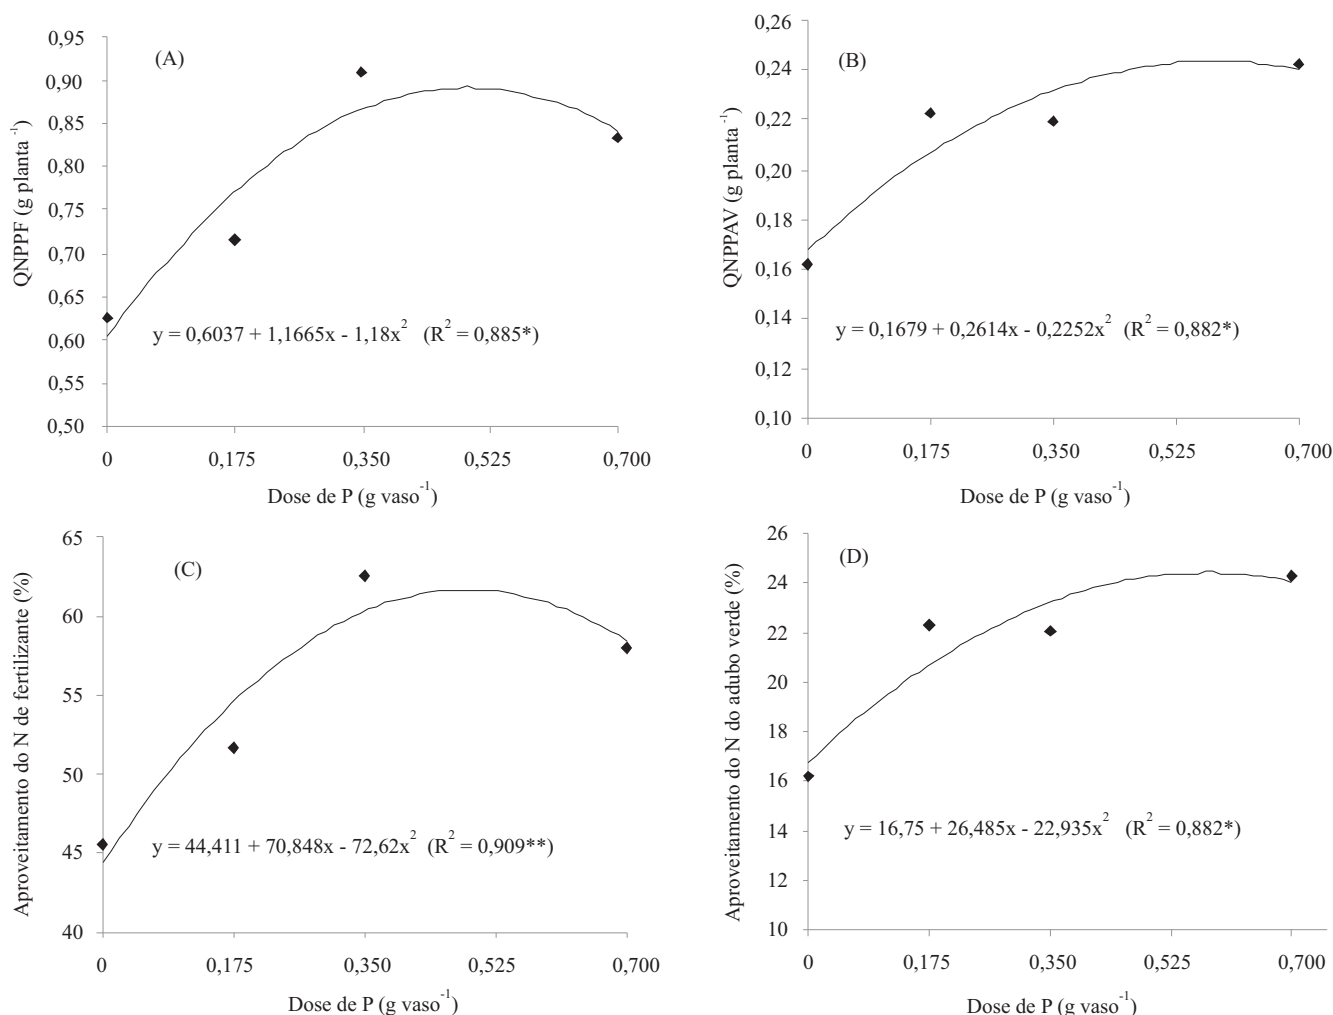 (A)
QNPPF (g planta ⁻¹)
0,95
0,90
0,85
0,80
0,75
0,70
0,65
0,60
0,55
0,50
y = 0,6037 + 1,1665x - 1,18x² (R² = 0,885*)
0 0,175 0,350 0,525 0,700
Dose de P (g vaso⁻¹)
(B)
QNPPAV (g planta ⁻¹)
0,26
0,24
0,22
0,20
0,18
0,16
0,14
0,12
0,10
y = 0,1679 + 0,2614x - 0,2252x² (R² = 0,882*)
0 0,175 0,350 0,525 0,700
Dose de P (g vaso⁻¹)
(C)
Aproveitamento do N de fertilizante (%)
65
60
55
50
45
40
y = 44,411 + 70,848x - 72,62x² (R² = 0,909**)
0 0,175 0,350 0,525 0,700
Dose de P (g vaso⁻¹)
(D)
Aproveitamento do N do adubo verde (%)
26
24
22
20
18
16
14
12
10
y = 16,75 + 26,485x - 22,935x² (R² = 0,882*)
0 0,175 0,350 0,525 0,700
Dose de P (g vaso⁻¹)